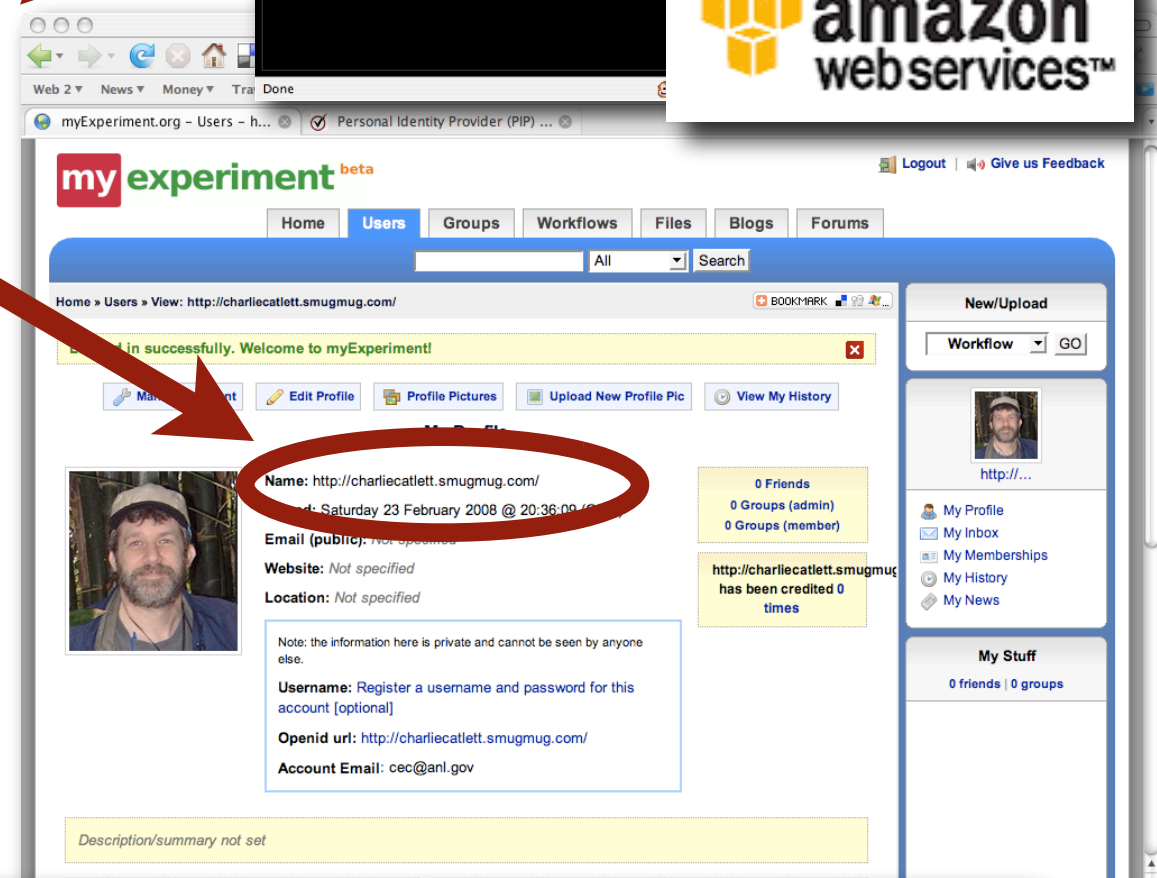 amazon
webservices™
Web 2 News Money Done
myExperiment.org – Users – h... Personal Identity Provider (PIP) ...
my experiment beta
Logout | Give us Feedback
Home Users Groups Workflows Files Blogs Forums
All Search
Home » Users » View: http://charliecatlett.smugmug.com/
BOOKMARK ...
New/Upload
in successfully. Welcome to myExperiment!
Workflow GO
Edit Profile Profile Pictures Upload New Profile Pic View My History
Name: http://charliecatlett.smugmug.com/
Saturday 23 February 2008 @ 20:36:09
Email (public): Not specified
Website: Not specified
Location: Not specified
0 Friends
0 Groups (admin)
0 Groups (member)
http://charliecatlett.smugmug
has been credited 0
times
Note: the information here is private and cannot be seen by anyone
else.
Username: Register a username and password for this
account [optional]
Openid url: http://charliecatlett.smugmug.com/
Account Email: cec@anl.gov
Description/summary not set
http://...
My Profile
My Inbox
My Memberships
My History
My News
My Stuff
0 friends | 0 groups